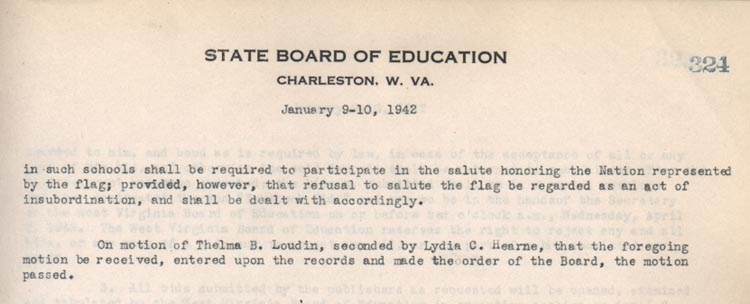 STATE BOARD OF EDUCATION
324
CHARLESTON. W. VA.
January 9-10, 1942
in such schools shall be required to participate in the salute honoring the Nation represented
by the flag; provided, however, that refusal to salute the flag be regarded as an act of
insubordination, and shall be dealt with accordingly.
On motion of Thelma B. Loudin, seconded by Lydia C. Hearne, that the foregoing
motion be received, entered upon the records and made the order of the Board, the motion
passed.